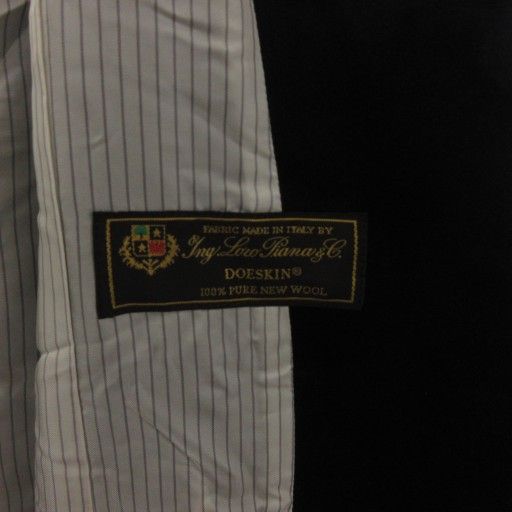 FABRIC MADE IN ITALY BY
Ing. Loro Piana & C.
DOESKIN®
100% PURE NEW WOOL